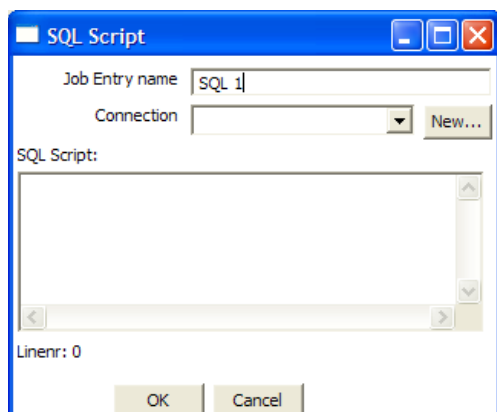 SQL Script
Job Entry name SQL 1
Connection New...
SQL Script:
Linenr: 0
OK Cancel